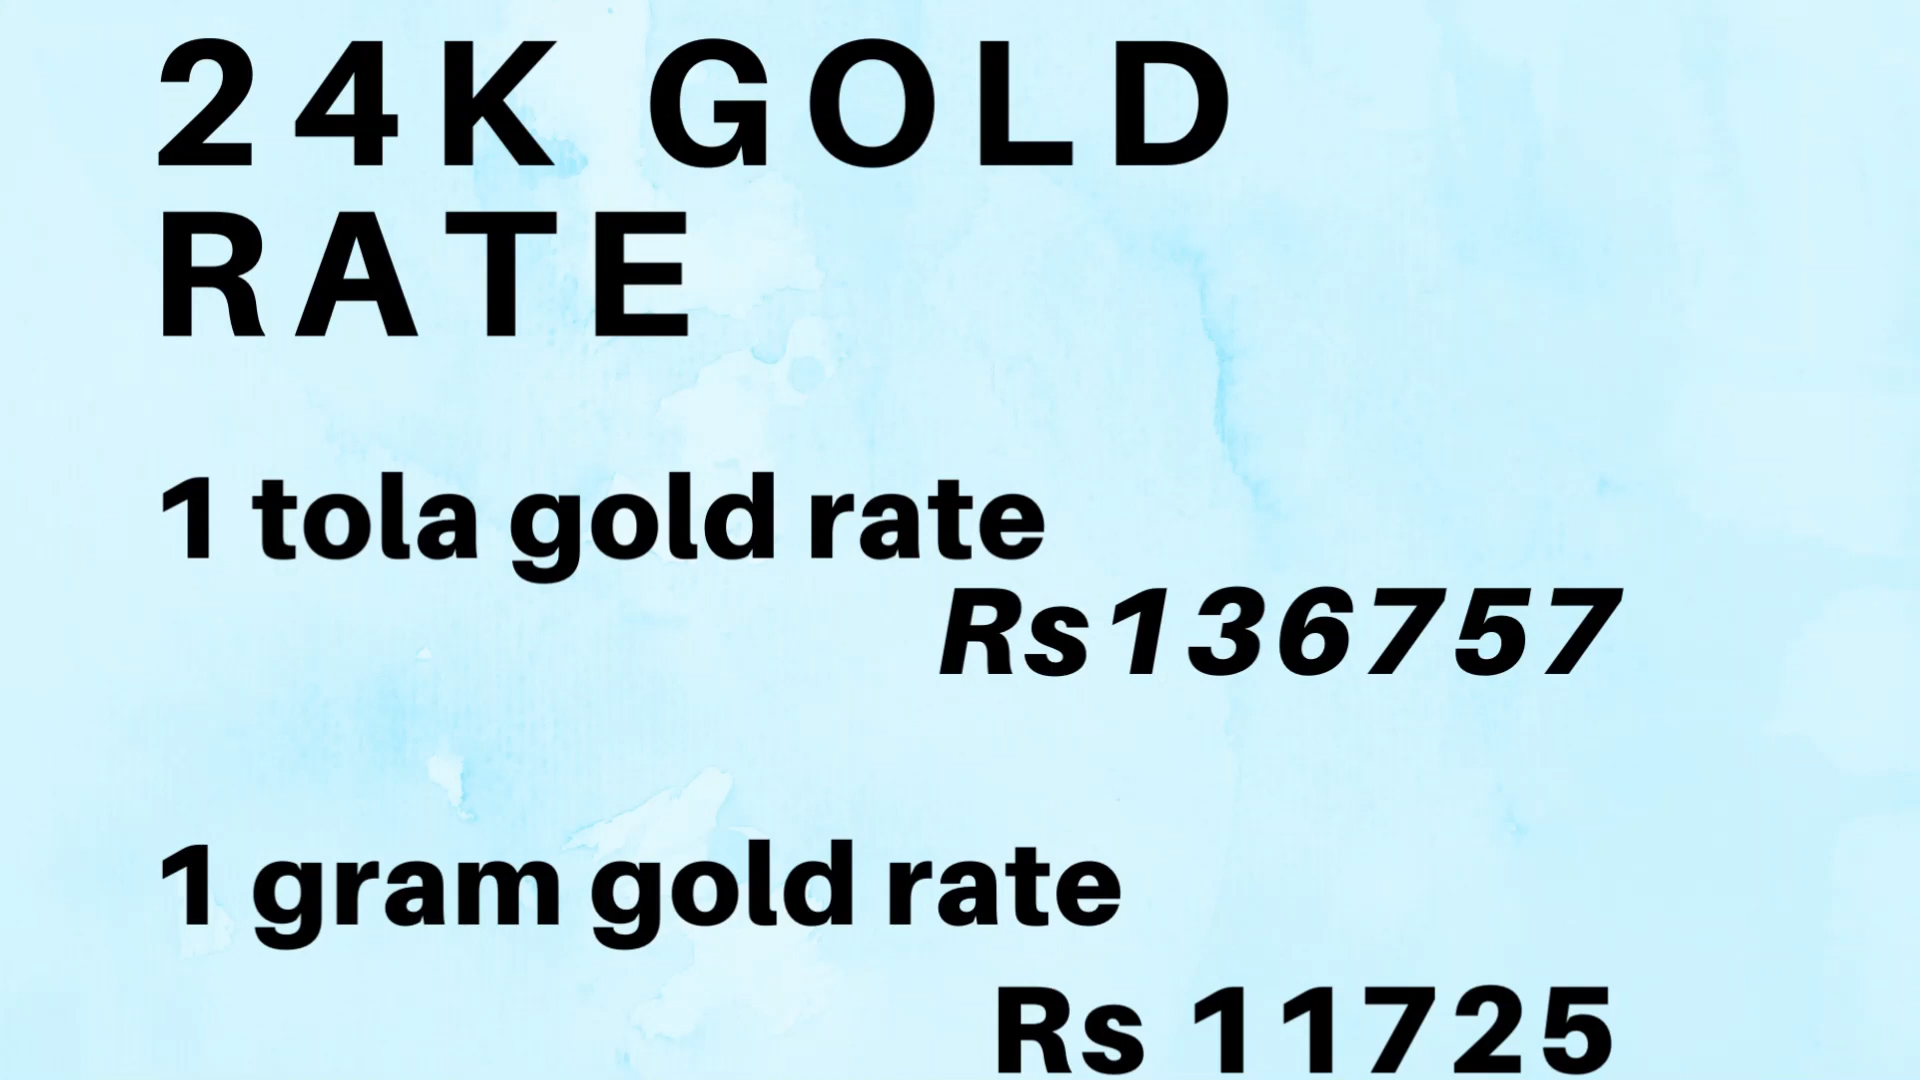 24K GOLD
RATE
1 tola gold rate
Rs136757
1 gram gold rate
Rs 11725